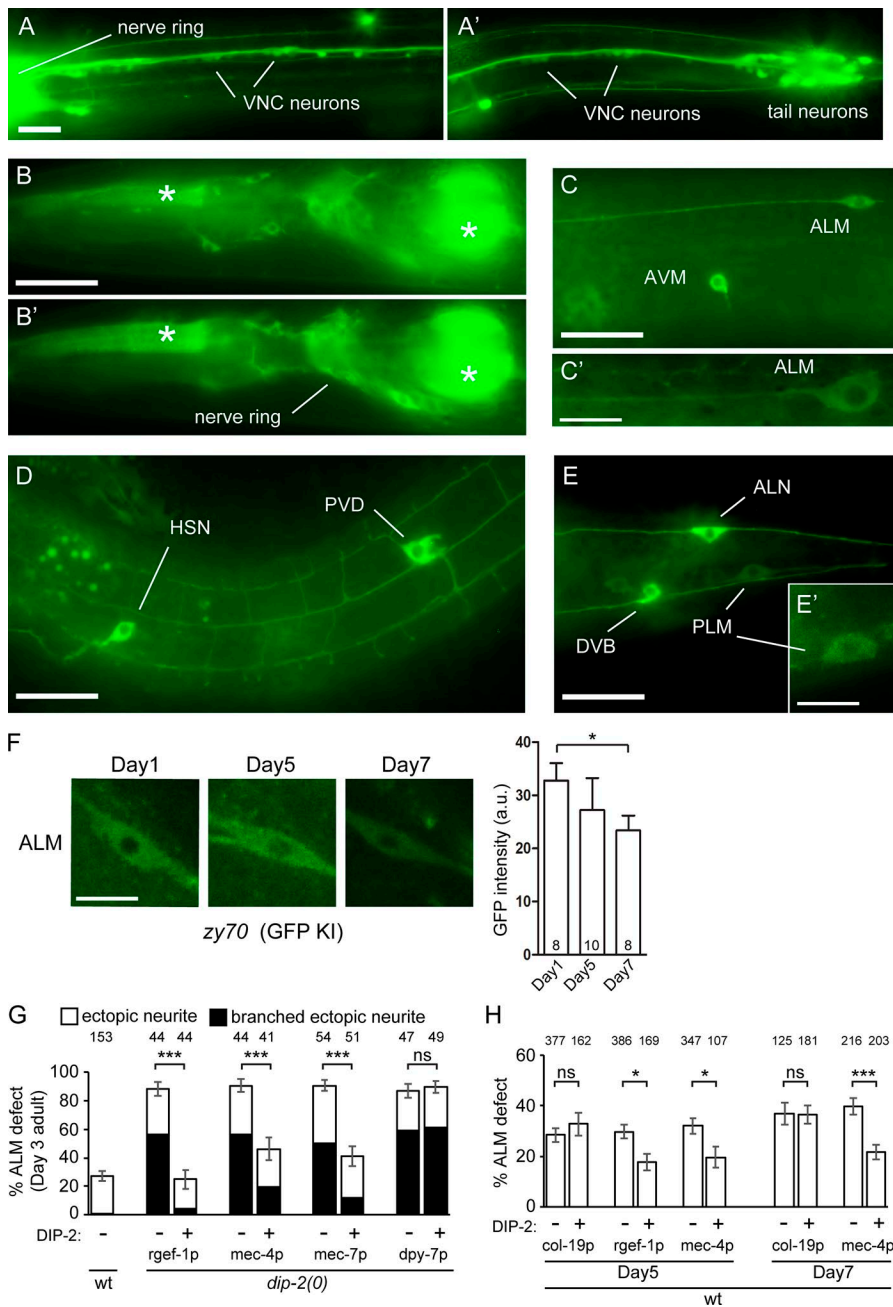 A
nerve ring
VNC neurons
A'
VNC neurons
tail neurons
B
*
*
B'
*
*
nerve ring
C
ALM
AVM
C'
ALM
D
HSN
PVD
E
ALN
DVB
PLM
E'
F
Day1 Day5 Day7
ALM
zy70 (GFP KI)
GFP intensity (a.u.)
40
30
20
10
0
*
8 10 8
Day1 Day5 Day7
G
ectopic neurite branched ectopic neurite
153 44 44 44 41 54 51 47 49
*** *** *** ns
% ALM defect
(Day 3 adult)
100
80
60
40
20
0
DIP-2: - - + - + - + - +
rgef-1p mec-4p mec-7p dpy-7p
wt dip-2(0)
H
377 162 386 169 347 107 125 181 216 203
ns * * ns ***
% ALM defect
60
40
20
0
DIP-2: - + - + - + - + - +
col-19p rgef-1p mec-4p col-19p mec-4p
Day5 Day7
wt